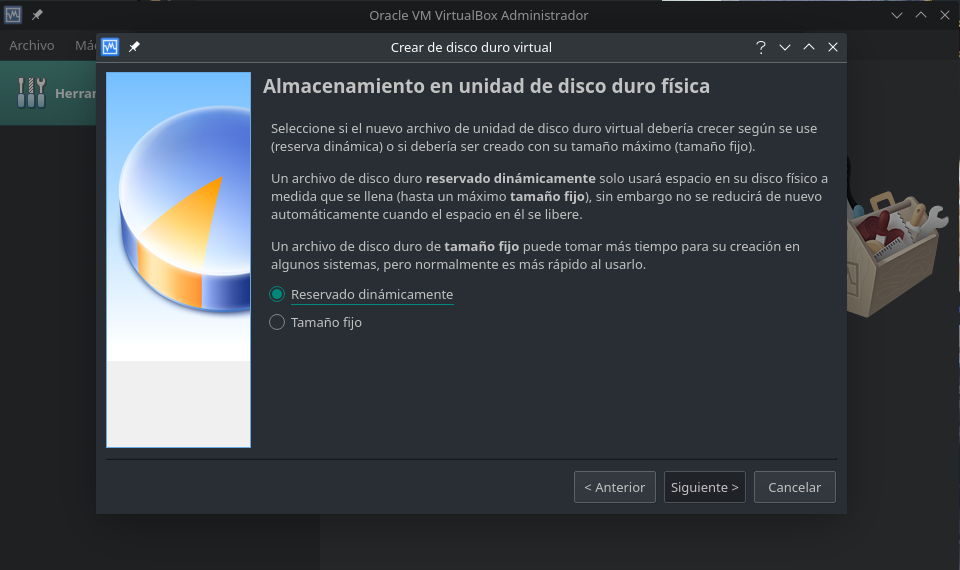 Oracle VM VirtualBox Administrador
Archivo
Herrar
Crear de disco duro virtual
Almacenamiento en unidad de disco duro física
Seleccione si el nuevo archivo de unidad de disco duro virtual debería crecer según se use
(reserva dinámica) o si debería ser creado con su tamaño máximo (tamaño fijo).
Un archivo de disco duro reservado dinámicamente solo usará espacio en su disco físico a
medida que se llena (hasta un máximo tamaño fijo), sin embargo no se reducirá de nuevo
automáticamente cuando el espacio en él se libere.
Un archivo de disco duro de tamaño fijo puede tomar más tiempo para su creación en
algunos sistemas, pero normalmente es más rápido al usarlo.
Reservado dinámicamente
Tamaño fijo
< Anterior
Siguiente >
Cancelar